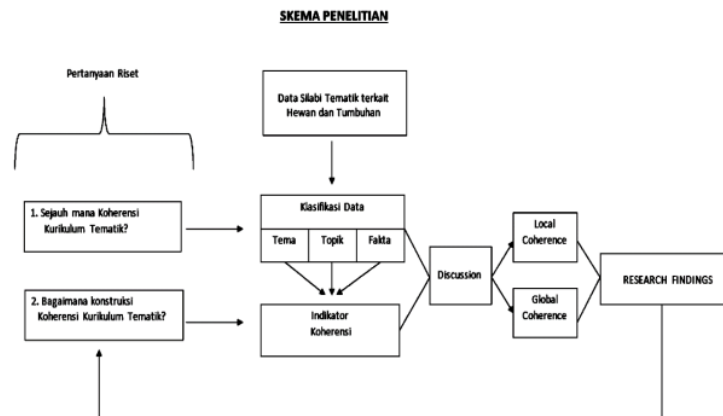 SKEMA PENELITIAN
Pertanyaan Riset
Data Silabi Tematik terkait
Hewan dan Tumbuhan
1. Sejauh mana Koherensi
Kurikulum Tematik?
Klasifikasi Data
Tema
Topik
Fakta
2. Bagaimana konstruksi
Koherensi Kurikulum Tematik?
Indikator
Koherensi
Discussion
Local
Coherence
Global
Coherence
RESEARCH FINDINGS